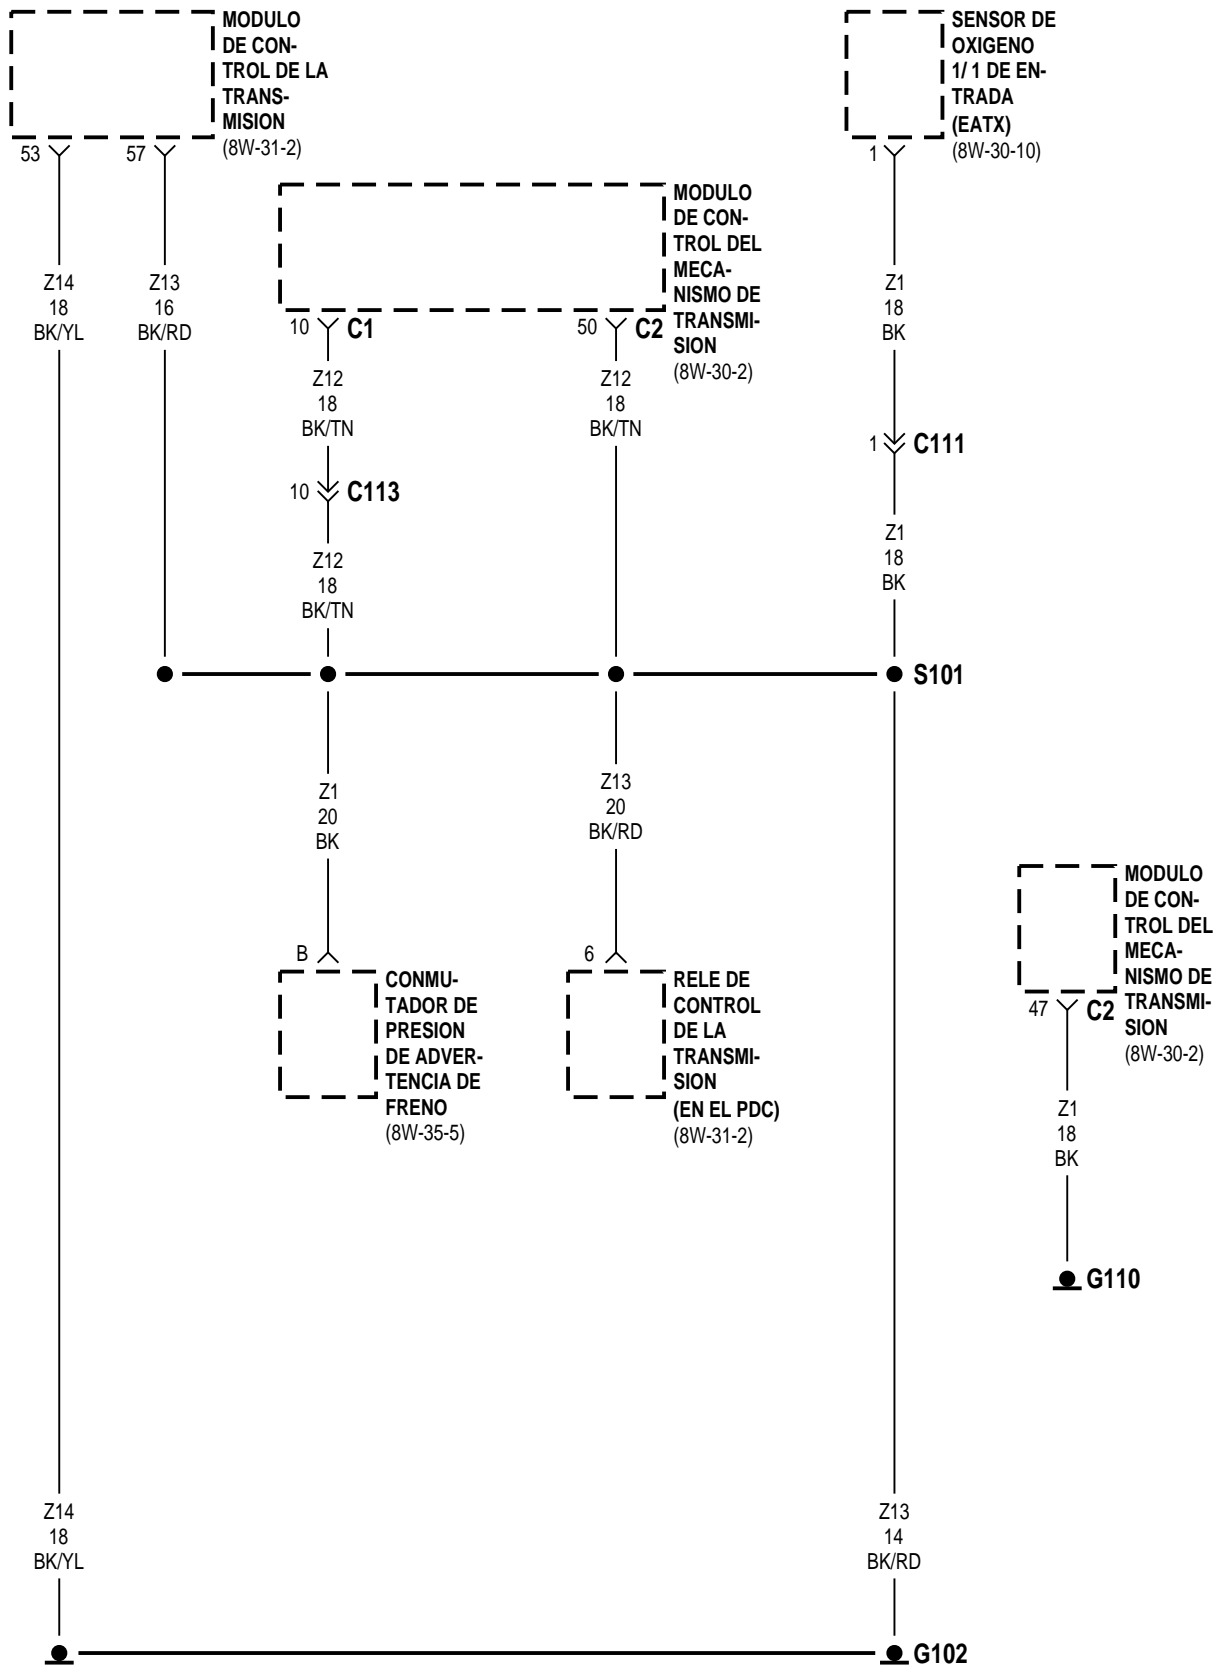 MODULO
DE CON-
TROL DE LA
TRANS-
MISION
(8W-31-2)
53
57
SENSOR DE
OXIGENO
1/ 1 DE EN-
TRADA
(EATX)
(8W-30-10)
1
MODULO
DE CON-
TROL DEL
MECA-
NISMO DE
TRANSMI-
SION
(8W-30-2)
10 C1
50 C2
Z14
18
BK/YL
Z13
16
BK/RD
Z1
18
BK
Z12
18
BK/TN
Z12
18
BK/TN
1 C111
10 C113
Z1
18
BK
Z12
18
BK/TN
S101
Z1
20
BK
Z13
20
BK/RD
B
CONMU-
TADOR DE
PRESION
DE ADVER-
TENCIA DE
FRENO
(8W-35-5)
6
RELE DE
CONTROL
DE LA
TRANSMI-
SION
(EN EL PDC)
(8W-31-2)
MODULO
DE CON-
TROL DEL
MECA-
NISMO DE
TRANSMI-
SION
(8W-30-2)
47 C2
Z1
18
BK
G110
Z14
18
BK/YL
Z13
14
BK/RD
G102